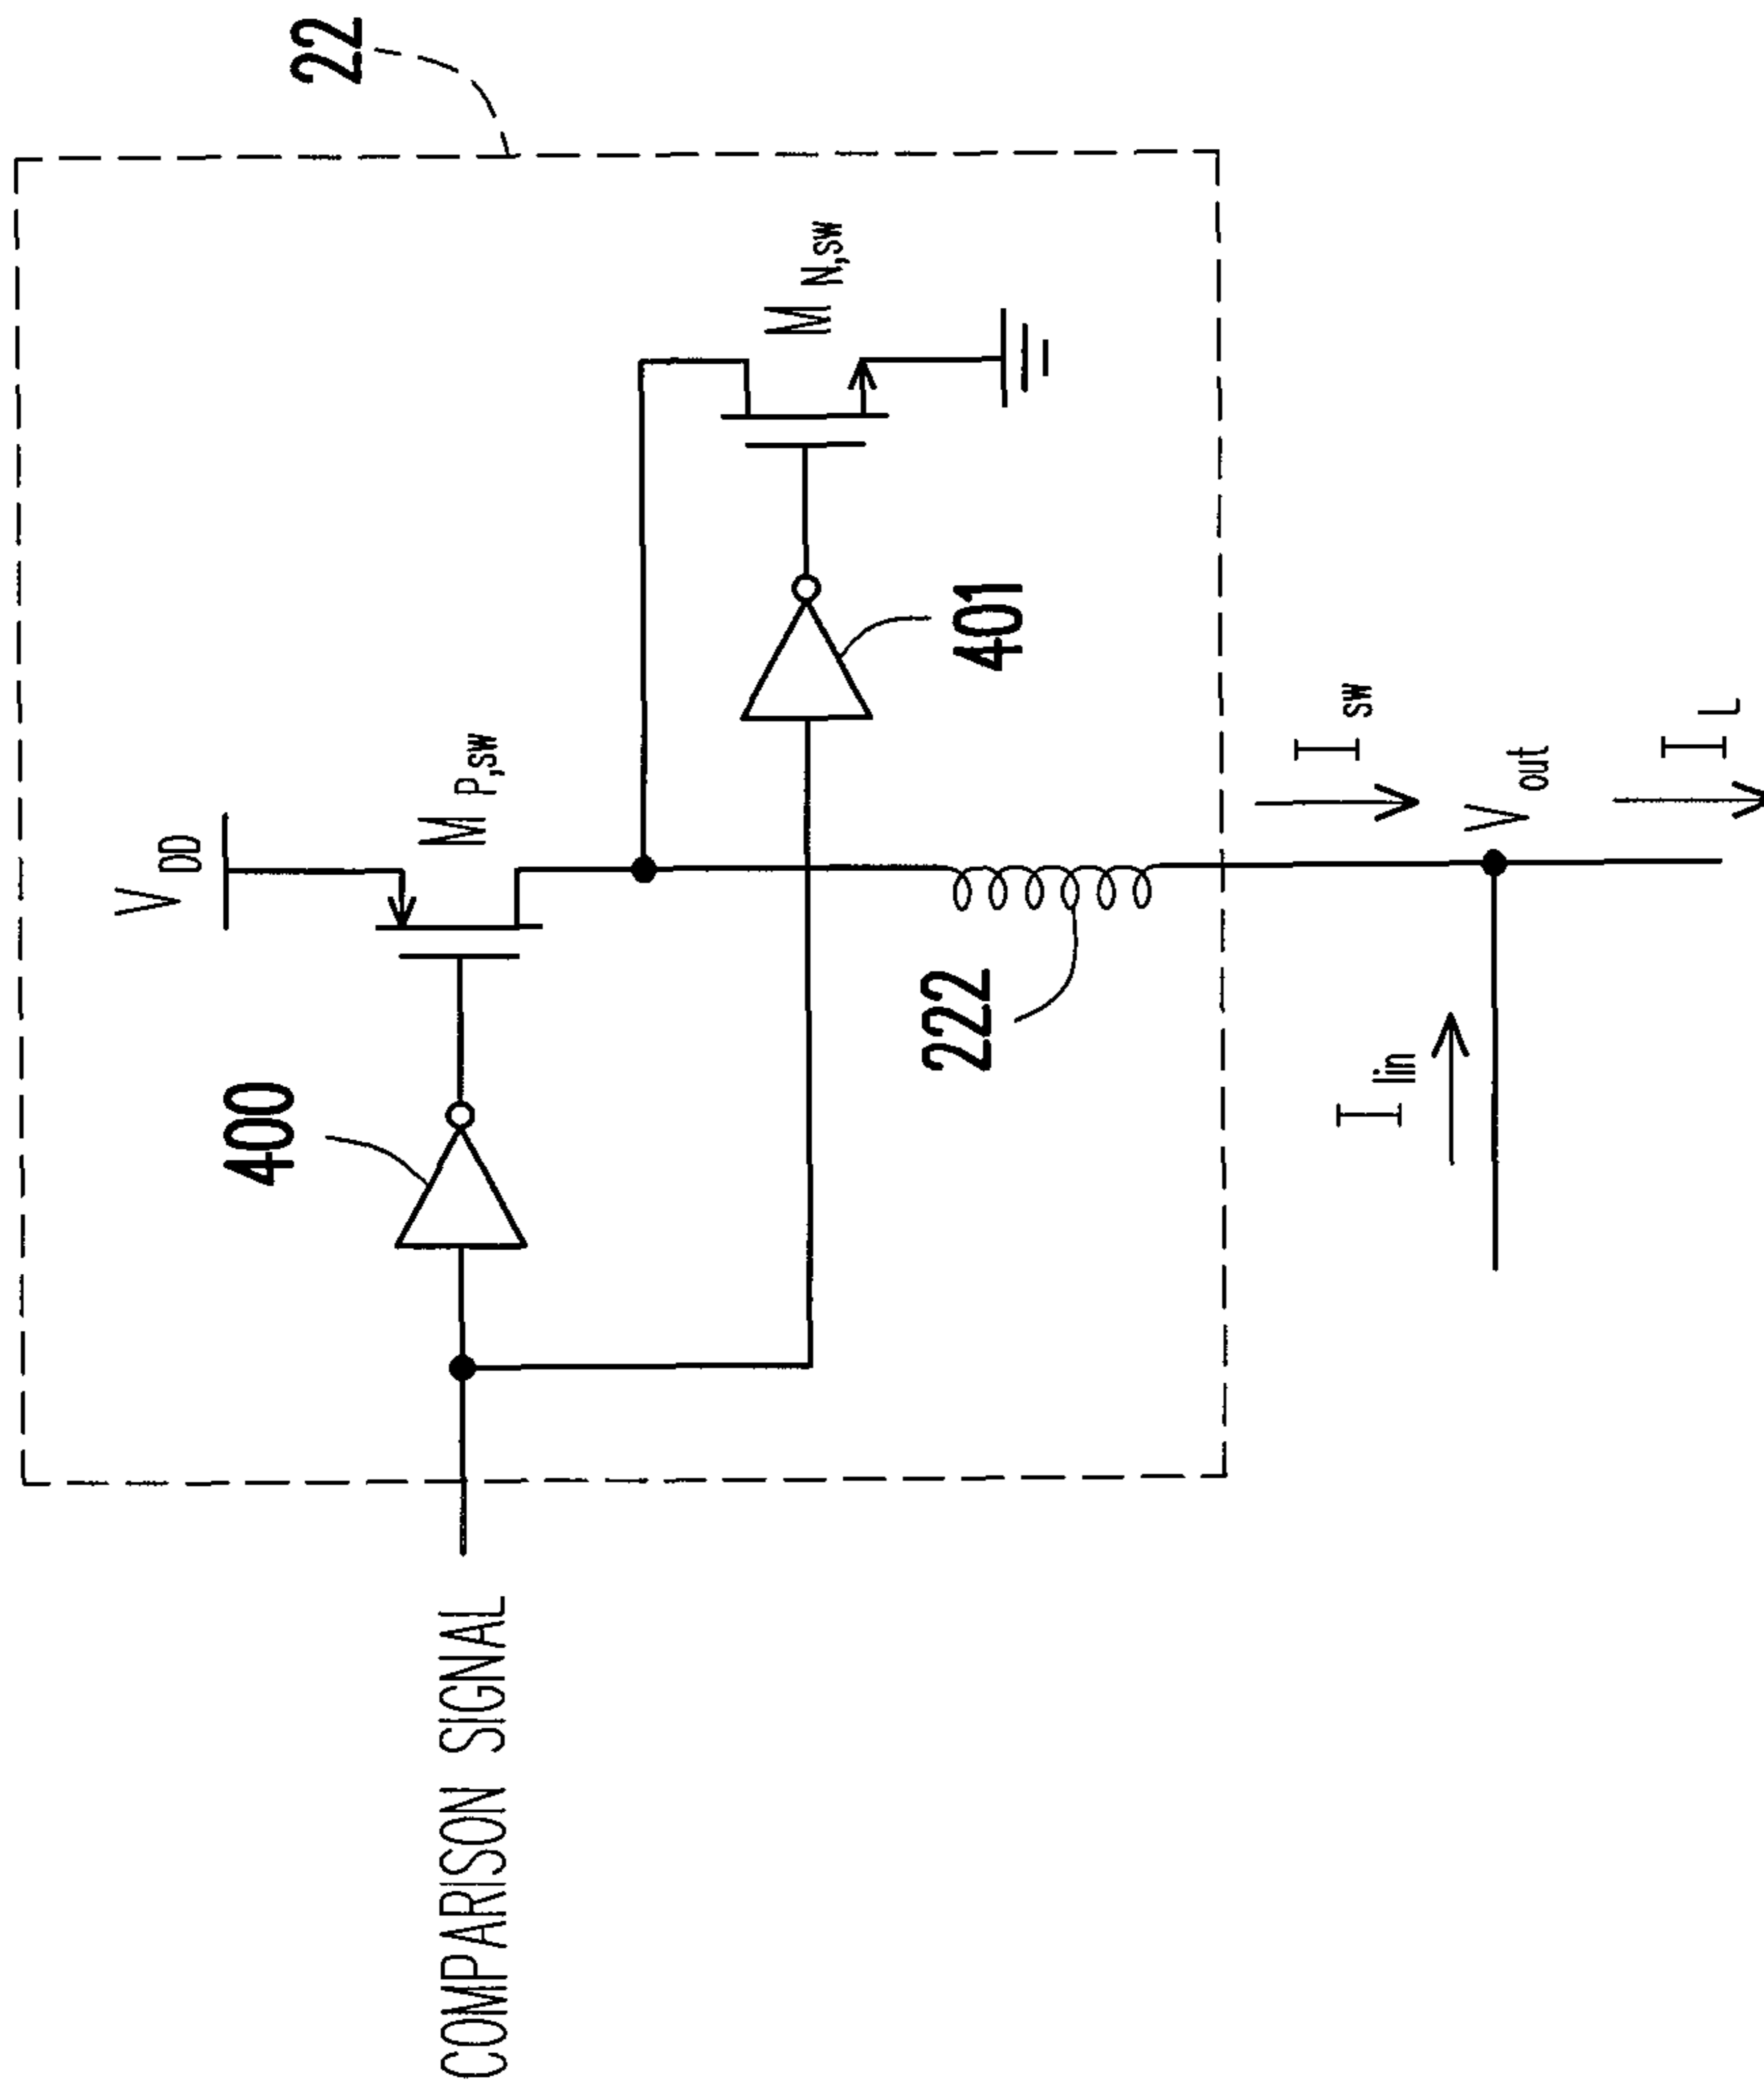 22
V DD
M P,sw
M N,sw
400
401
COMPARISON SIGNAL
222
I sw
I lin
V out
I L